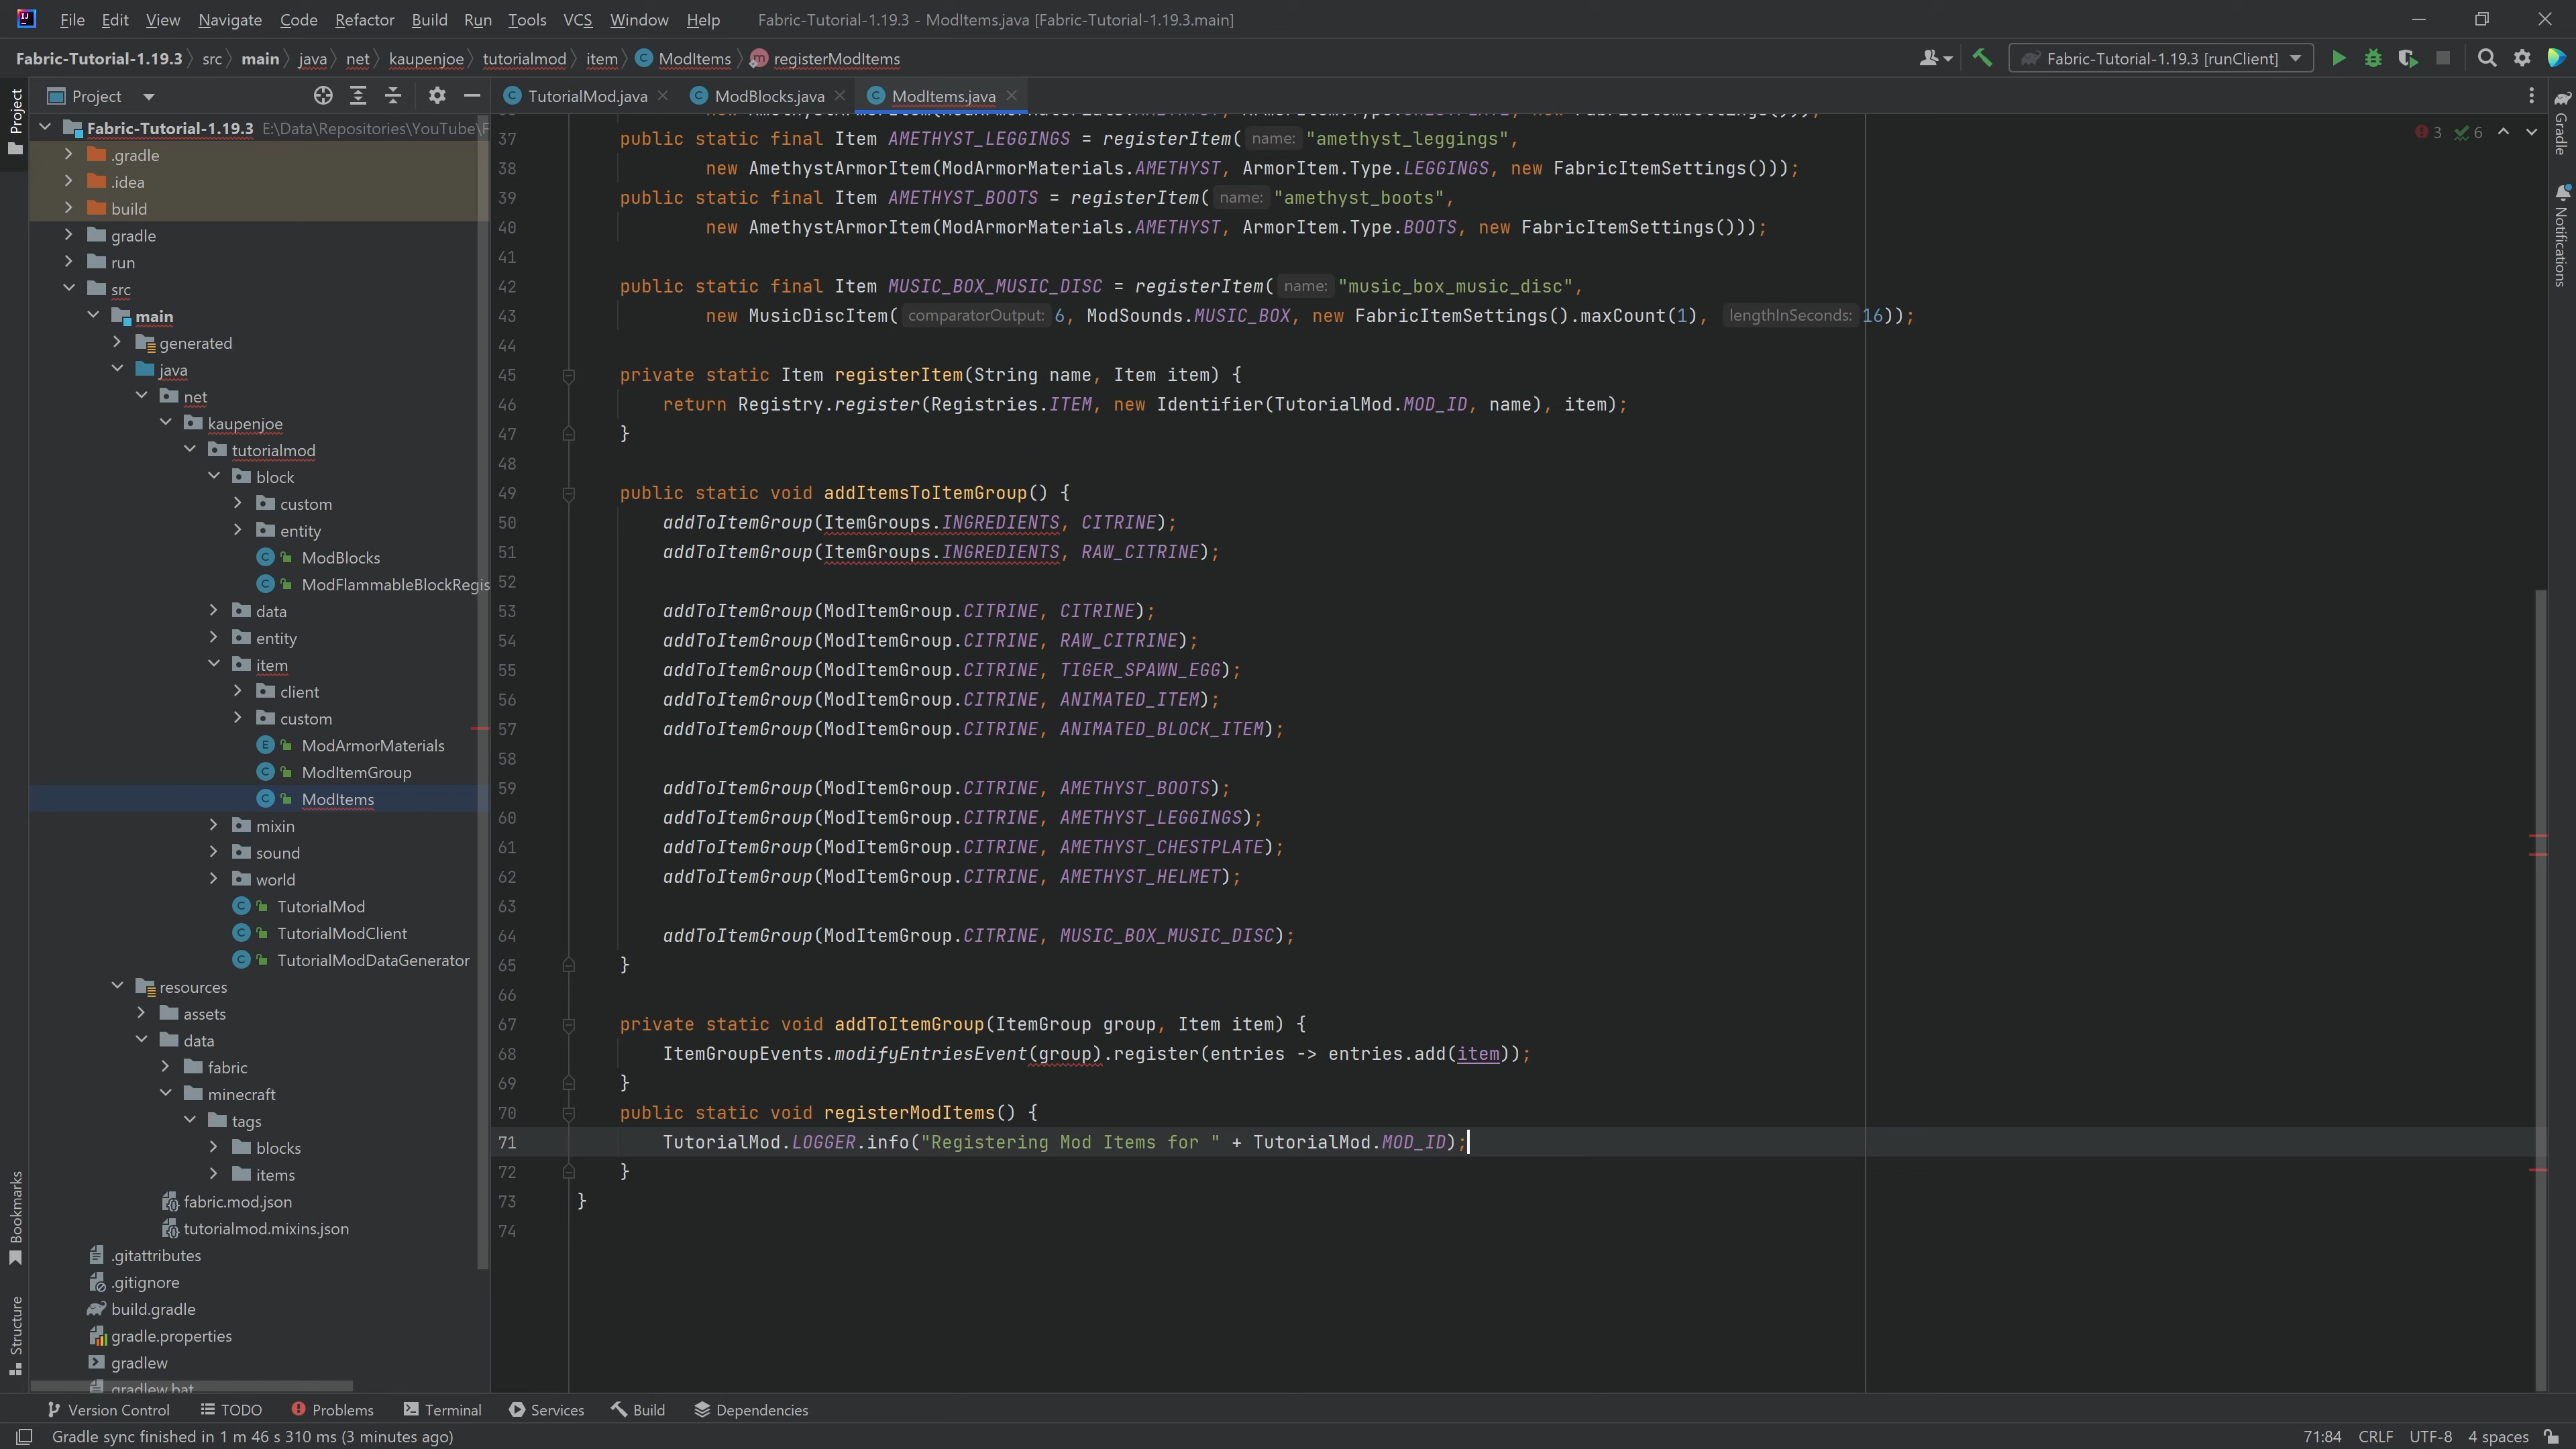 File Edit View Navigate Code Refactor Build Run Tools VCS Window Help Fabric-Tutorial-1.19.3 - ModItems.java [Fabric-Tutorial-1.19.3.main]
Fabric-Tutorial-1.19.3 src main java net kaupenjoe tutorialmod item ModItems registerModItems Fabric-Tutorial-1.19.3 [runClient]
Project
TutorialMod.java ModBlocks.java ModItems.java
Fabric-Tutorial-1.19.3 E:\Data\Repositories\YouTube\F
.gradle
.idea
build
gradle
run
src
main
generated
java
net
kaupenjoe
tutorialmod
block
custom
entity
ModBlocks
ModFlammableBlockRegis
data
entity
item
client
custom
ModArmorMaterials
ModItemGroup
ModItems
mixin
sound
world
TutorialMod
TutorialModClient
TutorialModDataGenerator
resources
assets
data
fabric
minecraft
tags
blocks
items
fabric.mod.json
tutorialmod.mixins.json
.gitattributes
.gitignore
build.gradle
gradle.properties
gradlew
gradlew.bat
37 public static final Item AMETHYST_LEGGINGS = registerItem( name: "amethyst_leggings",
38 new AmethystArmorItem(ModArmorMaterials.AMETHYST, ArmorItem.Type.LEGGINGS, new FabricItemSettings()));
39 public static final Item AMETHYST_BOOTS = registerItem( name: "amethyst_boots",
40 new AmethystArmorItem(ModArmorMaterials.AMETHYST, ArmorItem.Type.BOOTS, new FabricItemSettings()));
41
42 public static final Item MUSIC_BOX_MUSIC_DISC = registerItem( name: "music_box_music_disc",
43 new MusicDiscItem( comparatorOutput: 6, ModSounds.MUSIC_BOX, new FabricItemSettings().maxCount(1), lengthInSeconds: 16));
44
45 private static Item registerItem(String name, Item item) {
46 return Registry.register(Registries.ITEM, new Identifier(TutorialMod.MOD_ID, name), item);
47 }
48
49 public static void addItemsToItemGroup() {
50 addToItemGroup(ItemGroups.INGREDIENTS, CITRINE);
51 addToItemGroup(ItemGroups.INGREDIENTS, RAW_CITRINE);
52
53 addToItemGroup(ModItemGroup.CITRINE, CITRINE);
54 addToItemGroup(ModItemGroup.CITRINE, RAW_CITRINE);
55 addToItemGroup(ModItemGroup.CITRINE, TIGER_SPAWN_EGG);
56 addToItemGroup(ModItemGroup.CITRINE, ANIMATED_ITEM);
57 addToItemGroup(ModItemGroup.CITRINE, ANIMATED_BLOCK_ITEM);
58
59 addToItemGroup(ModItemGroup.CITRINE, AMETHYST_BOOTS);
60 addToItemGroup(ModItemGroup.CITRINE, AMETHYST_LEGGINGS);
61 addToItemGroup(ModItemGroup.CITRINE, AMETHYST_CHESTPLATE);
62 addToItemGroup(ModItemGroup.CITRINE, AMETHYST_HELMET);
63
64 addToItemGroup(ModItemGroup.CITRINE, MUSIC_BOX_MUSIC_DISC);
65 }
66
67 private static void addToItemGroup(ItemGroup group, Item item) {
68 ItemGroupEvents.modifyEntriesEvent(group).register(entries -> entries.add(item));
69 }
70 public static void registerModItems() {
71 TutorialMod.LOGGER.info("Registering Mod Items for " + TutorialMod.MOD_ID);
72 }
73 }
74
3 6
Project
Bookmarks
Structure
Gradle
Notifications
Version Control TODO Problems Terminal Services Build Dependencies
Gradle sync finished in 1 m 46 s 310 ms (3 minutes ago) 71:84 CRLF UTF-8 4 spaces